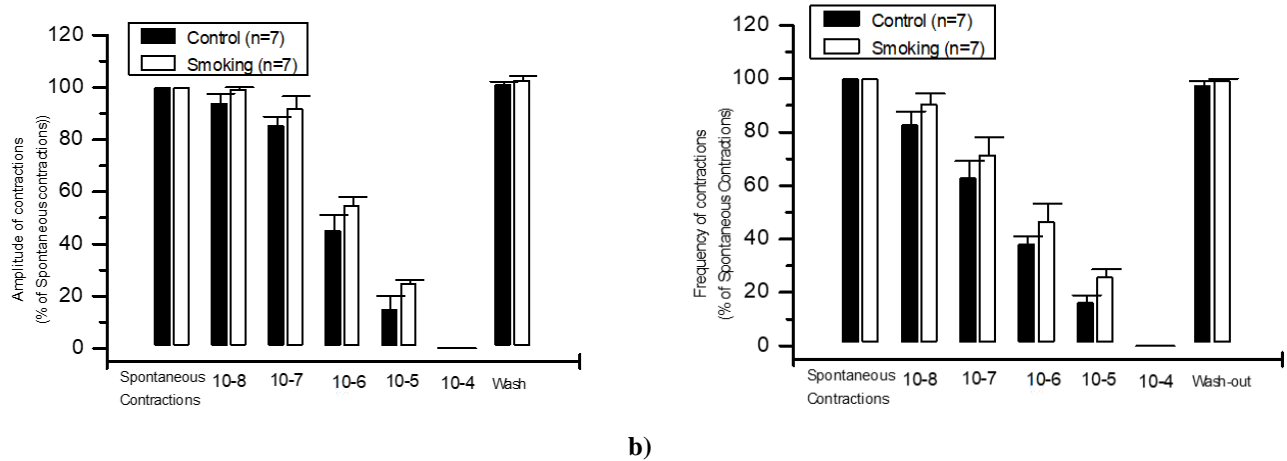 120
100
80
60
40
20
0
Amplitude of contractions
(% of Spontaneous contractions))
Control (n=7)
Smoking (n=7)
Spontaneous
Contractions
10-8
10-7
10-6
10-5
10-4
Wash
120
100
80
60
40
20
0
Frequency of contractions
(% of Spontaneous Contractions)
Control (n=7)
Smoking (n=7)
Spontaneous
Contractions
10-8
10-7
10-6
10-5
10-4
Wash-out
b)